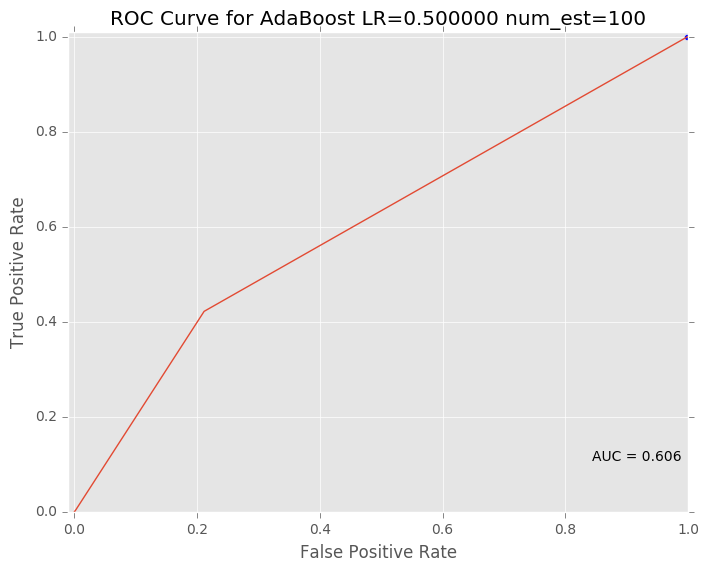 ROC Curve for AdaBoost LR=0.500000 num_est=100
1.0
0.8
0.6
0.4
0.2
0.0
True Positive Rate
AUC = 0.606
0.0 0.2 0.4 0.6 0.8 1.0
False Positive Rate